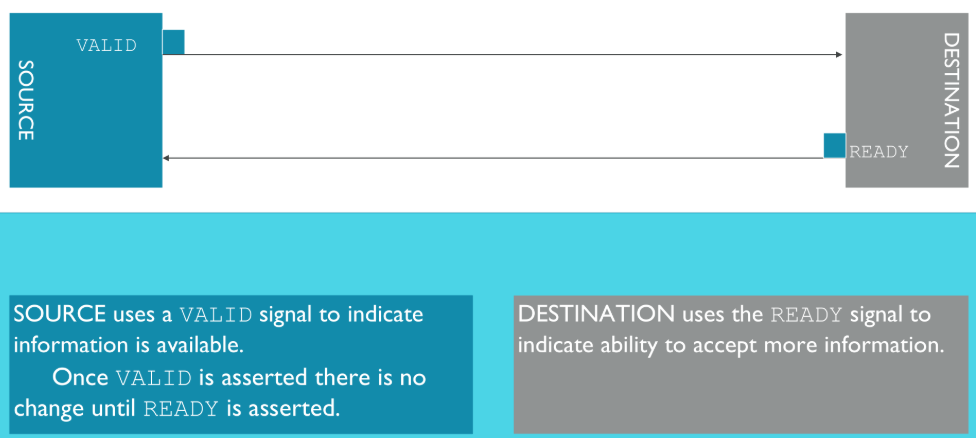 VALID
SOURCE
DESTINATION
READY
SOURCE uses a VALID signal to indicate
information is available.
Once VALID is asserted there is no
change until READY is asserted.
DESTINATION uses the READY signal to
indicate ability to accept more information.